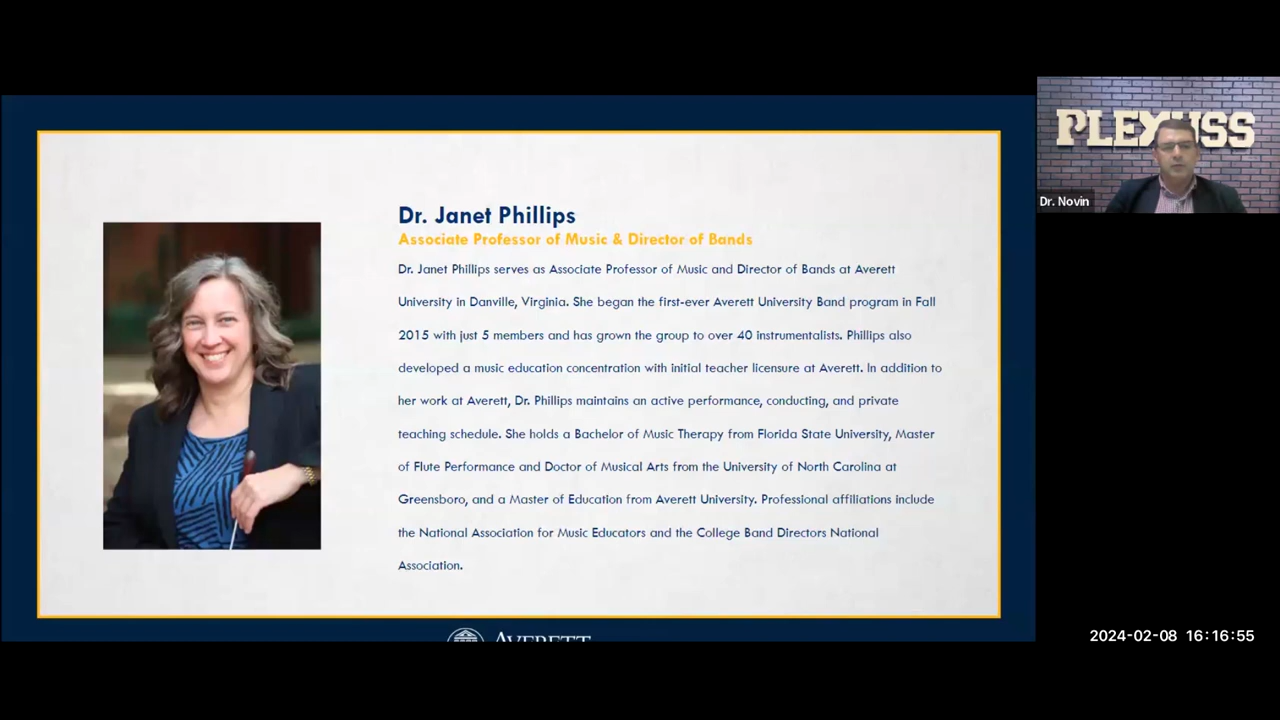 PLEXUSS
Dr. Novin
Dr. Janet Phillips
Associate Professor of Music & Director of Bands
Dr. Janet Phillips serves as Associate Professor of Music and Director of Bands at Averett
University in Danville, Virginia. She began the first-ever Averett University Band program in Fall
2015 with just 5 members and has grown the group to over 40 instrumentalists. Phillips also
developed a music education concentration with initial teacher licensure at Averett. In addition to
her work at Averett, Dr. Phillips maintains an active performance, conducting, and private
teaching schedule. She holds a Bachelor of Music Therapy from Florida State University, Master
of Flute Performance and Doctor of Musical Arts from the University of North Carolina at
Greensboro, and a Master of Education from Averett University. Professional affiliations include
the National Association for Music Educators and the College Band Directors National
Association.
AVERETT
2024-02-08 16:16:55